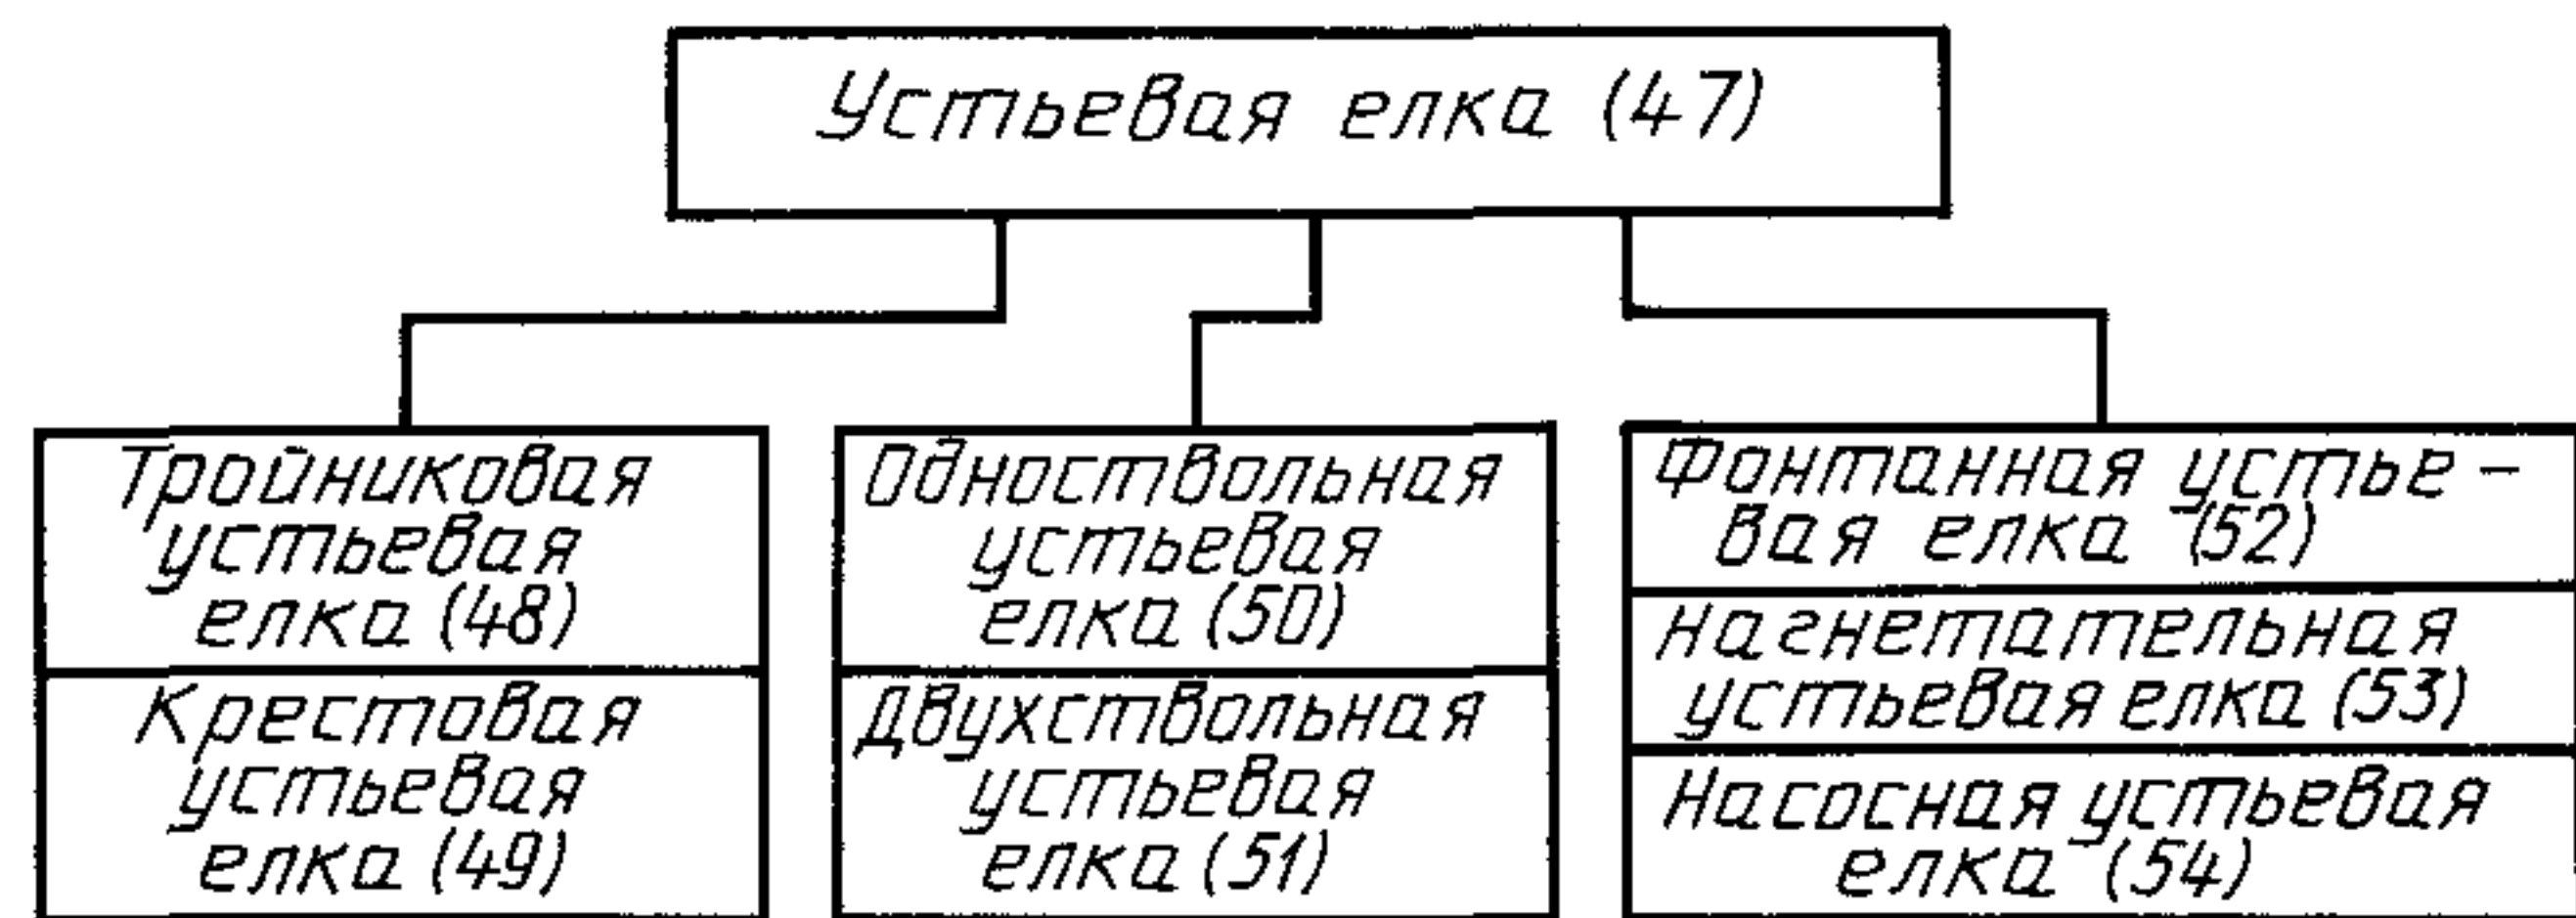 Устьевая елка (47)
Тройниковая
устьевая
елка (48)
Крестовая
устьевая
елка (49)
Одноствольная
устьевая
елка (50)
Двухствольная
устьевая
елка (51)
Фонтанная устье-
вая елка (52)
Нагнетательная
устьевая елка (53)
Насосная устьевая
елка (54)